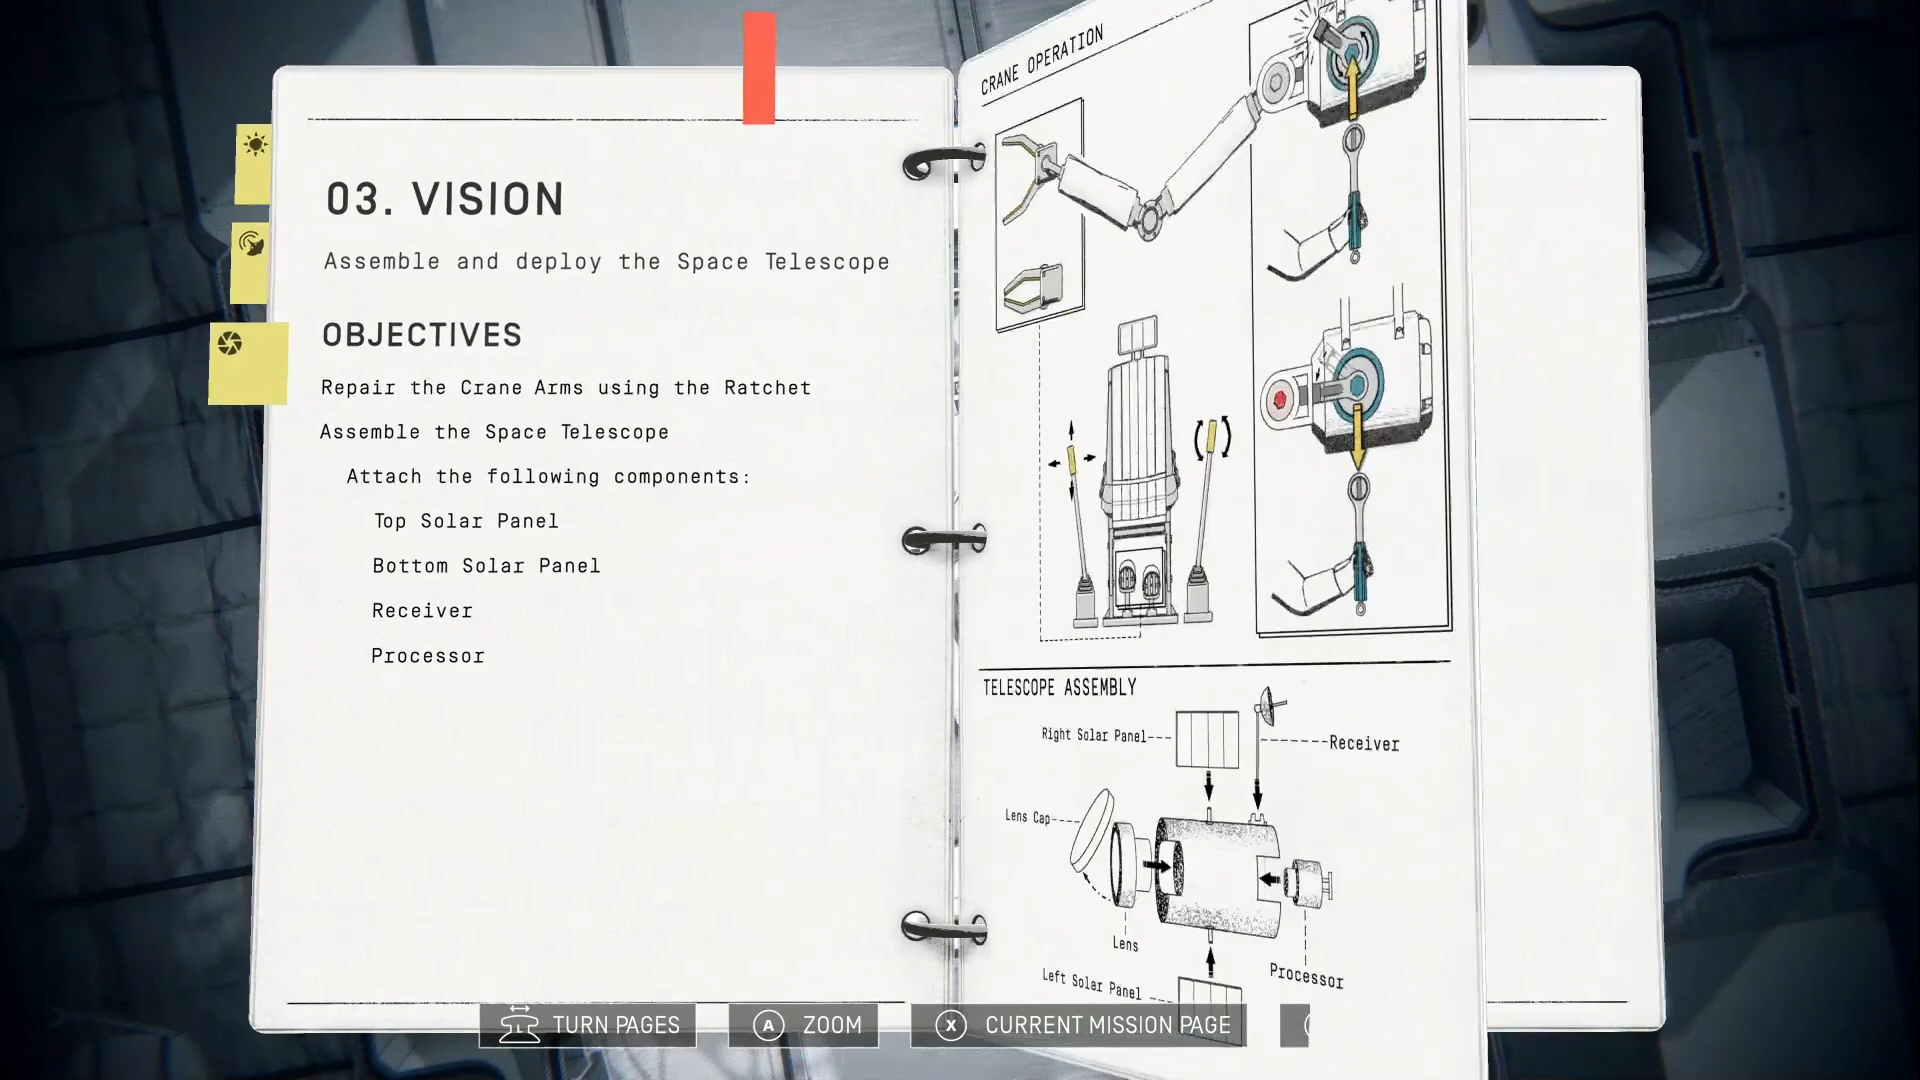 03. VISION
Assemble and deploy the Space Telescope
OBJECTIVES
Repair the Crane Arms using the Ratchet
Assemble the Space Telescope
Attach the following components:
Top Solar Panel
Bottom Solar Panel
Receiver
Processor
CRANE OPERATION
TELESCOPE ASSEMBLY
Right Solar Panel
Receiver
Lens Cap
Lens
Processor
Left Solar Panel
L TURN PAGES
A ZOOM
X CURRENT MISSION PAGE